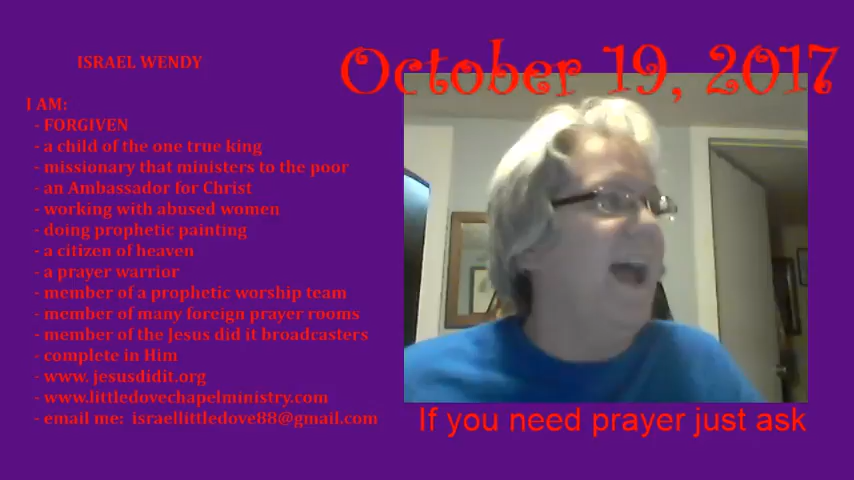 October 19, 2017
ISRAEL WENDY
I AM:
- FORGIVEN
- a child of the one true king
- missionary that ministers to the poor
- an Ambassador for Christ
- working with abused women
- doing prophetic painting
- a citizen of heaven
- a prayer warrior
- member of a prophetic worship team
- member of many foreign prayer rooms
- member of the Jesus did it broadcasters
- complete in Him
- www. jesusdidit.org
- www.littledovechapelministry.com
- email me:  israellittledove88@gmail.com
If you need prayer just ask